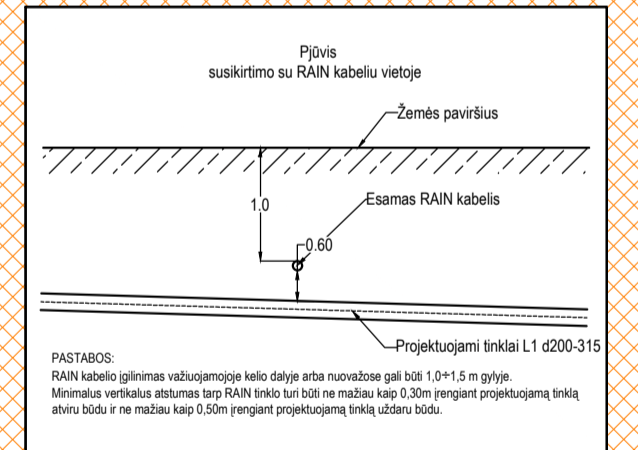 Pjūvis
susikirtimo su RAIN kabeliu vietoje
Žemės paviršius
1.0
Esamas RAIN kabelis
0.60
Projektuojami tinklai L1 d200-315
PASTABOS:
RAIN kabelio įgilinimas važiuojamojoje kelio dalyje arba nuovažose gali būti 1,0÷1,5 m gylyje.
Minimalus vertikalus atstumas tarp RAIN tinklo turi būti ne mažiau kaip 0,30m įrengiant projektuojamą tinklą
atviru būdu ir ne mažiau kaip 0,50m įrengiant projektuojamą tinklą uždaru būdu.